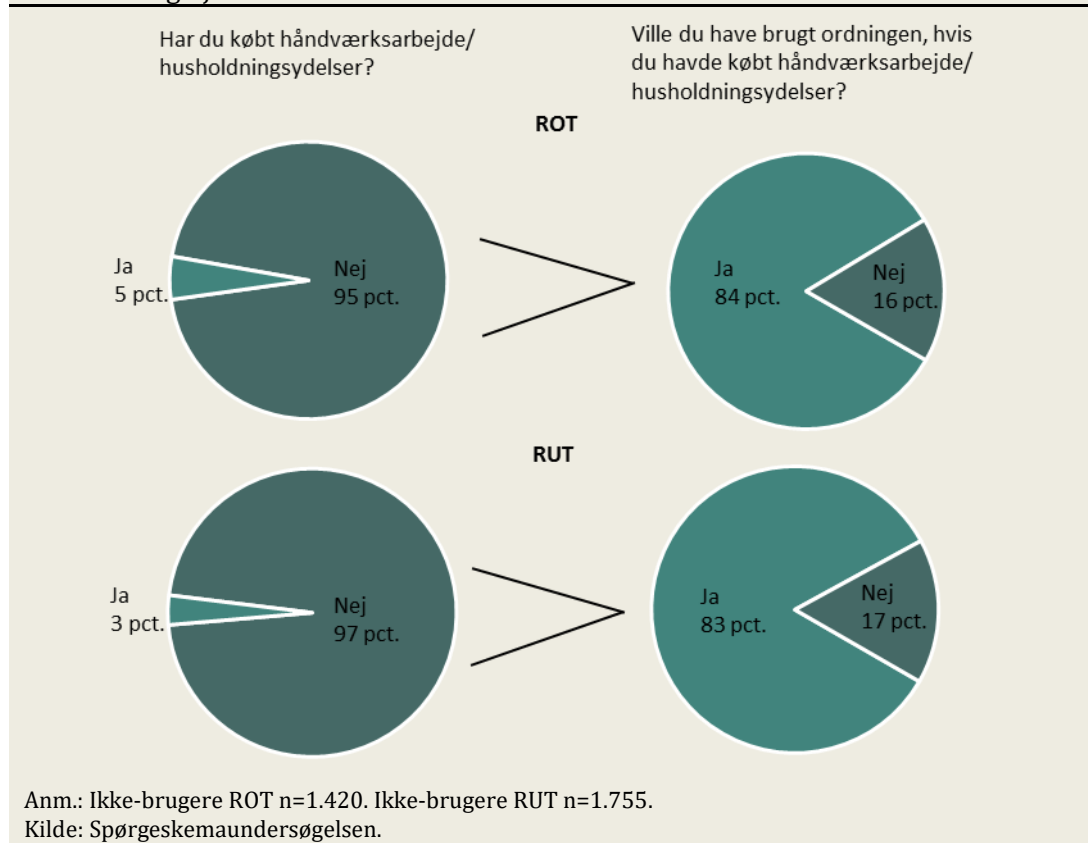 Har du købt håndværksarbejde/
husholdningsydelser?
Ville du have brugt ordningen, hvis
du havde købt håndværksarbejde/
husholdningsydelser?
ROT
Ja
5 pct.
Nej
95 pct.
Ja
84 pct.
Nej
16 pct.
RUT
Ja
3 pct.
Nej
97 pct.
Ja
83 pct.
Nej
17 pct.
Anm.: Ikke-brugere ROT n=1.420. Ikke-brugere RUT n=1.755.
Kilde: Spørgeskemaundersøgelsen.